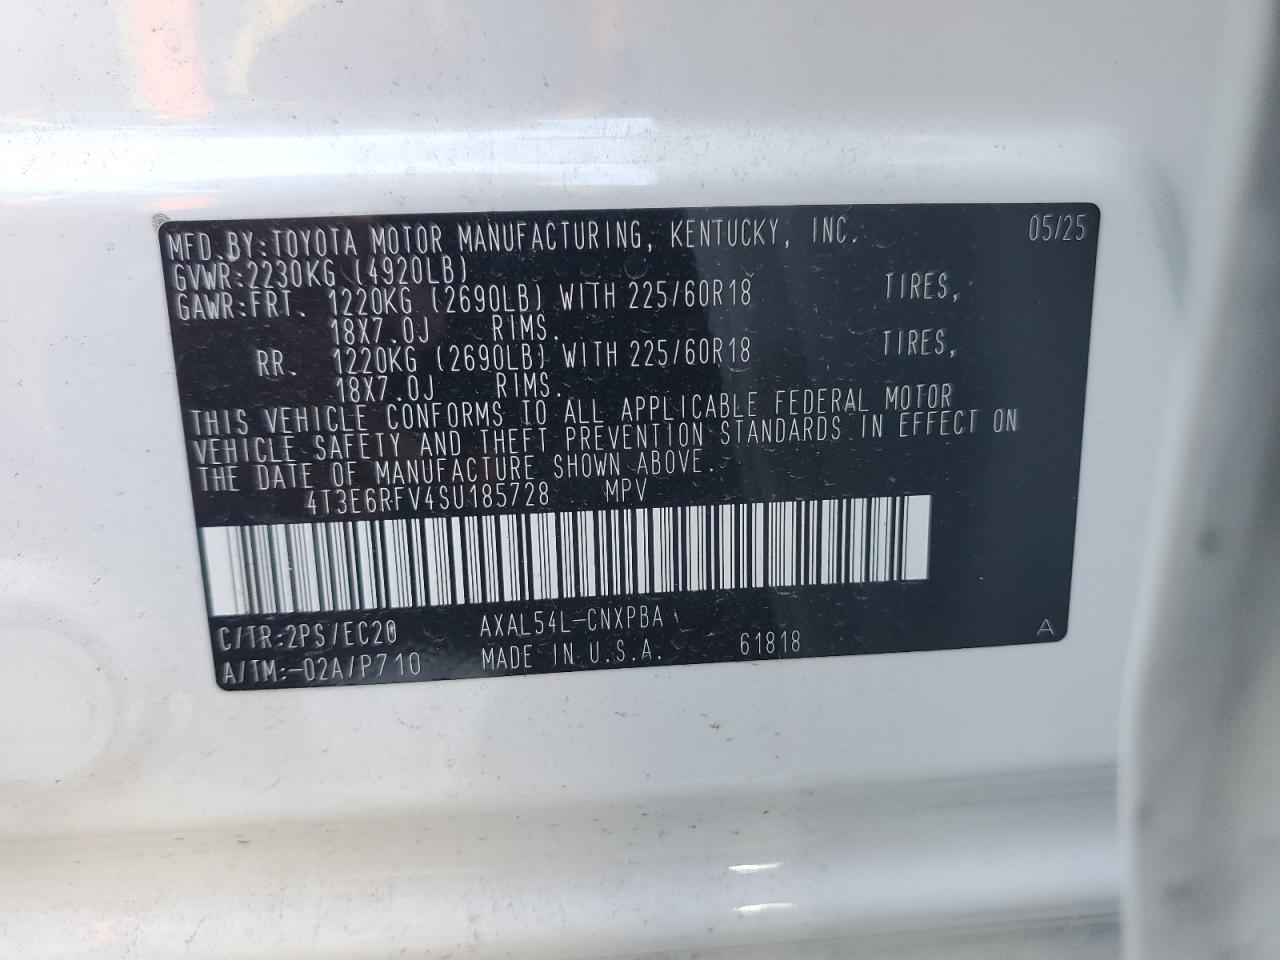 MFD.BY:TOYOTA MOTOR MANUFACTURING, KENTUCKY, INC. 05/25
GVWR:2230KG (4920LB)
GAWR:FRT. 1220KG (2690LB) WITH 225/60R18 TIRES,
18X7.0J RIMS.
RR. 1220KG (2690LB) WITH 225/60R18 TIRES,
18X7.0J RIMS.
THIS VEHICLE CONFORMS TO ALL APPLICABLE FEDERAL MOTOR
VEHICLE SAFETY AND THEFT PREVENTION STANDARDS IN EFFECT ON
THE DATE OF MANUFACTURE SHOWN ABOVE.
4T3E6RFV4SU185728 MPV
C/TR:2PS/EC20 AXAL54L-CNXPBA
A/TM:-02A/P710 MADE IN U.S.A. 61818 A